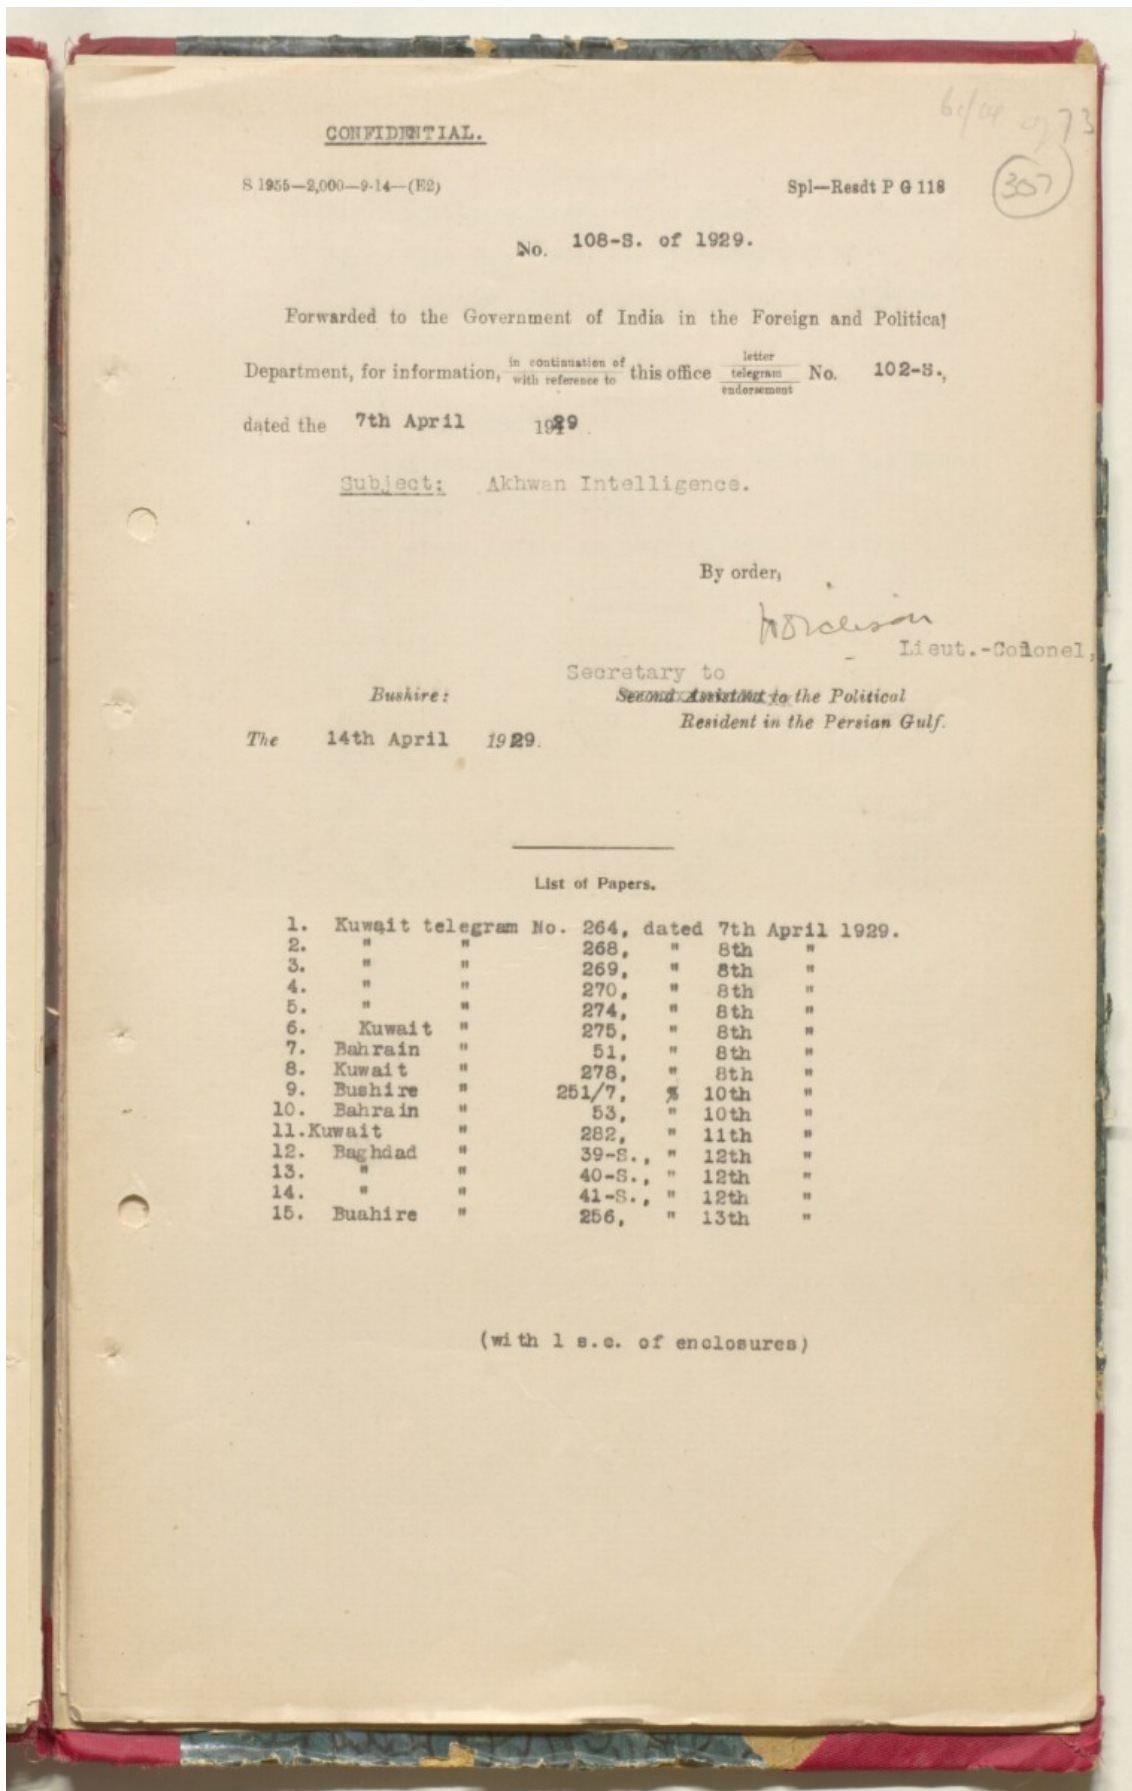 73
307
CONFIDENTIAL.
S 1955—2,000—9-14—(E2) Spl—Resdt P G 118
No. 108-S. of 1929.
Forwarded to the Government of India in the Foreign and Political
Department, for information, in continuation of / with reference to this office letter / telegram / endorsement No. 102-S.,
dated the 7th April 1929.
Subject: Akhwan Intelligence.
By order,
Lieut.-Colonel,
Secretary to
Bushire: Second Assistant to the Political
Resident in the Persian Gulf.
The 14th April 1929.
List of Papers.
1. Kuwait telegram No. 264, dated 7th April 1929.
2. " " 268, " 8th "
3. " " 269, " 8th "
4. " " 270, " 8th "
5. " " 274, " 8th "
6. Kuwait " 275, " 8th "
7. Bahrain " 51, " 8th "
8. Kuwait " 278, " 8th "
9. Bushire " 251/7, " 10th "
10. Bahrain " 53, " 10th "
11.Kuwait " 282, " 11th "
12. Baghdad " 39-S., " 12th "
13. " " 40-S., " 12th "
14. " " 41-S., " 12th "
15. Buahire " 256, " 13th "
(with 1 s.c. of enclosures)